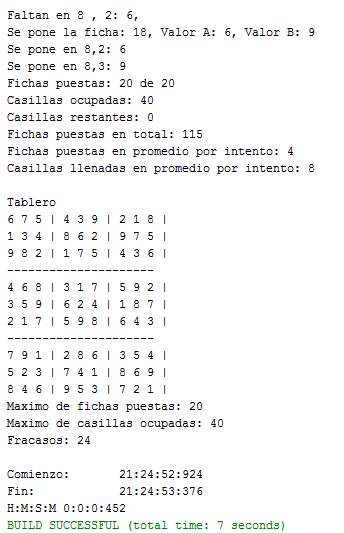 Faltan en 8 , 2: 6,
Se pone la ficha: 18, Valor A: 6, Valor B: 9
Se pone en 8,2: 6
Se pone en 8,3: 9
Fichas puestas: 20 de 20
Casillas ocupadas: 40
Casillas restantes: 0
Fichas puestas en total: 115
Fichas puestas en promedio por intento: 4
Casillas llenadas en promedio por intento: 8
Tablero
6 7 5 | 4 3 9 | 2 1 8 |
1 3 4 | 8 6 2 | 9 7 5 |
9 8 2 | 1 7 5 | 4 3 6 |
---------------------
4 6 8 | 3 1 7 | 5 9 2 |
3 5 9 | 6 2 4 | 1 8 7 |
2 1 7 | 5 9 8 | 6 4 3 |
---------------------
7 9 1 | 2 8 6 | 3 5 4 |
5 2 3 | 7 4 1 | 8 6 9 |
8 4 6 | 9 5 3 | 7 2 1 |
Maximo de fichas puestas: 20
Maximo de casillas ocupadas: 40
Fracasos: 24
Comienzo: 21:24:52:924
Fin: 21:24:53:376
H:M:S:M 0:0:0:452
BUILD SUCCESSFUL (total time: 7 seconds)